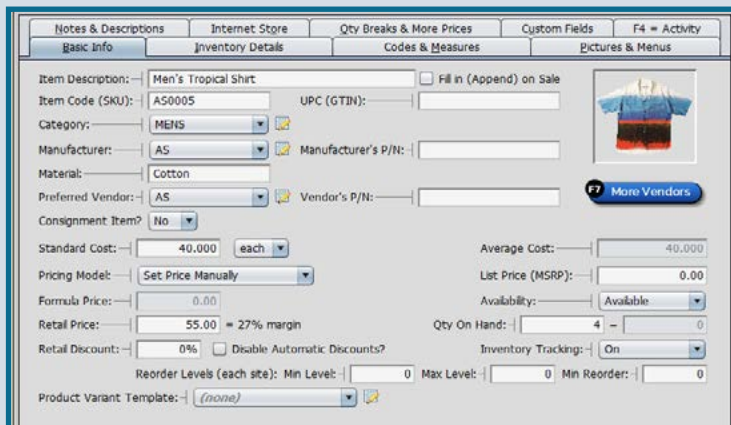 Notes & Descriptions Internet Store Qty Breaks & More Prices Custom Fields F4 = Activity
Basic Info Inventory Details Codes & Measures Pictures & Menus
Item Description: Men's Tropical Shirt Fill in (Append) on Sale
Item Code (SKU): AS0005 UPC (GTIN):
Category: MENS
Manufacturer: AS Manufacturer's P/N:
Material: Cotton
Preferred Vendor: AS Vendor's P/N: F7 More Vendors
Consignment Item? No
Standard Cost: 40.000 each Average Cost: 40.000
Pricing Model: Set Price Manually List Price (MSRP): 0.00
Formula Price: 0.00 Availability: Available
Retail Price: 55.00 = 27% margin Qty On Hand: 4 – 0
Retail Discount: 0% Disable Automatic Discounts? Inventory Tracking: On
Reorder Levels (each site): Min Level: 0 Max Level: 0 Min Reorder: 0
Product Variant Template: (none)